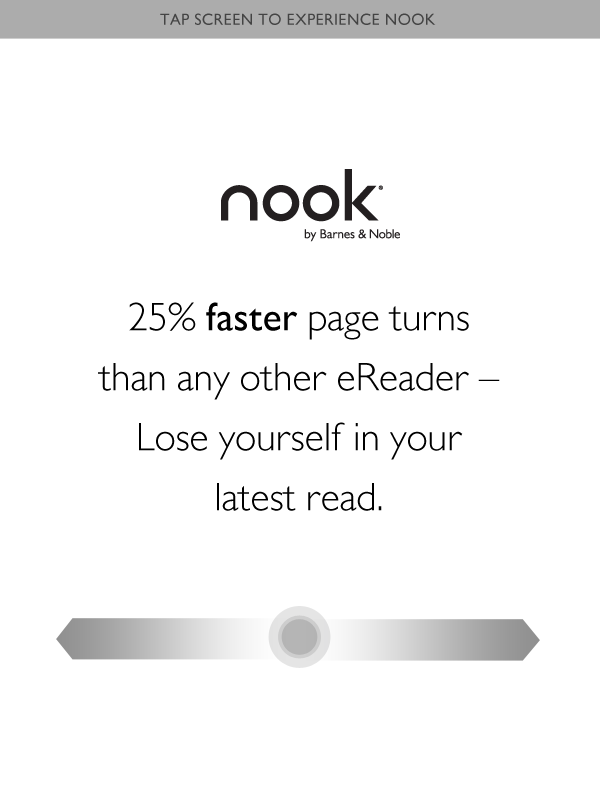 TAP SCREEN TO EXPERIENCE NOOK
nook®
by Barnes & Noble
25% faster page turns
than any other eReader –
Lose yourself in your
latest read.